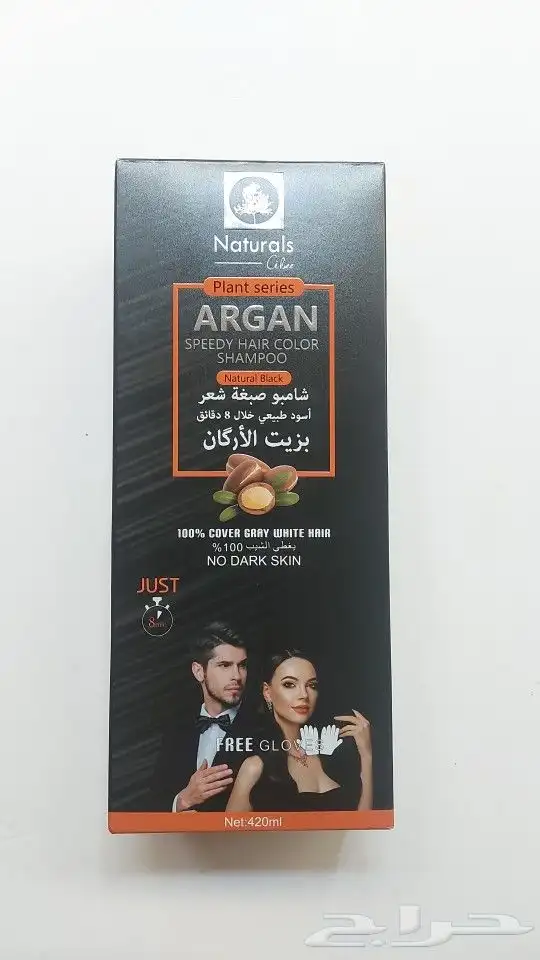 Naturals
Plant series
ARGAN
SPEEDY HAIR COLOR
SHAMPOO
Natural Black
شامبو صبغة شعر
أسود طبيعي خلال 8 دقائق
بزيت الأرگان
100% COVER GRAY WHITE HAIR
يغطي الشيب 100%
NO DARK SKIN
JUST
FREE GLOVES
Net:420ml
حراج